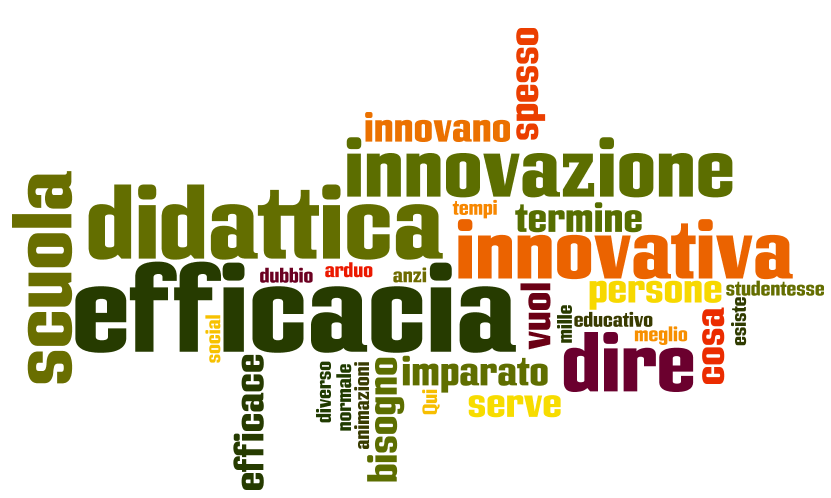 spesso
innovano
innovazione
scuola
didattica
tempi
termine
innovativa
efficacia
dubbio
arduo
anzi
persone
studentesse
vuol
esiste
social
mille
educativo
meglio
cosa
dire
efficace
diverso
normale
animazioni
bisogno
imparato
Qui
serve